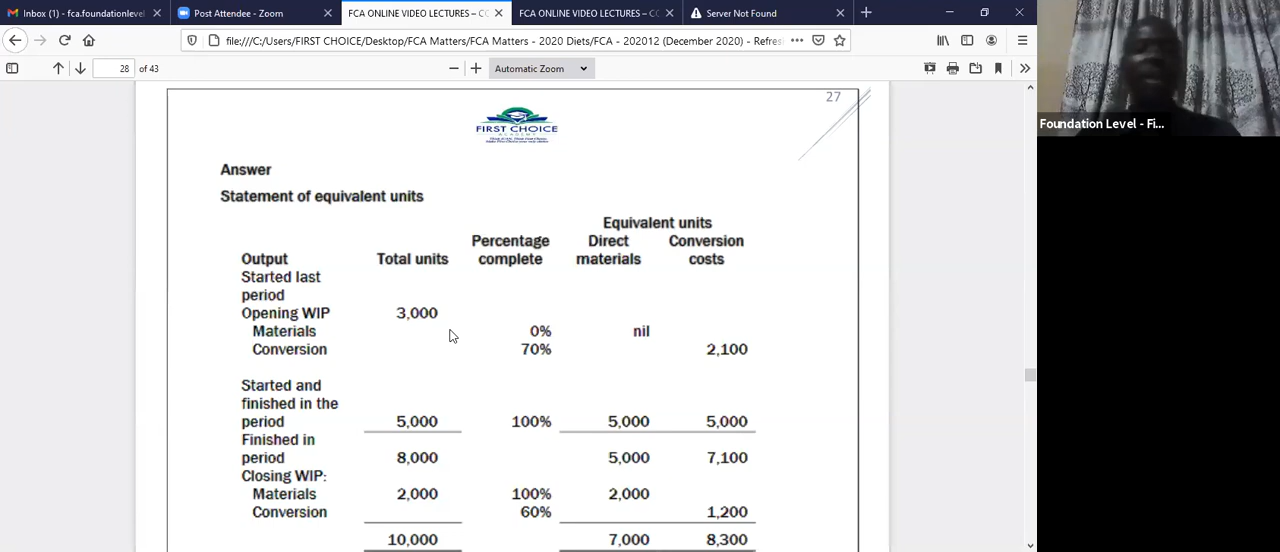 Inbox (1) - fca.foundationlevel
Post Attendee - Zoom
FCA ONLINE VIDEO LECTURES – CC
FCA ONLINE VIDEO LECTURES – CC
Server Not Found
file:///C:/Users/FIRST CHOICE/Desktop/FCA Matters/FCA Matters - 2020 Diets/FCA - 202012 (December 2020) - Refres
28 of 43
Automatic Zoom
Foundation Level - Fi...
27
FIRST CHOICE
ACADEMY
Answer
Statement of equivalent units
Equivalent units
Output Total units Percentage complete Direct materials Conversion costs
Started last
period
Opening WIP 3,000
Materials 0% nil
Conversion 70% 2,100
Started and
finished in the
period 5,000 100% 5,000 5,000
Finished in
period 8,000 5,000 7,100
Closing WIP:
Materials 2,000 100% 2,000
Conversion 60% 1,200
10,000 7,000 8,300